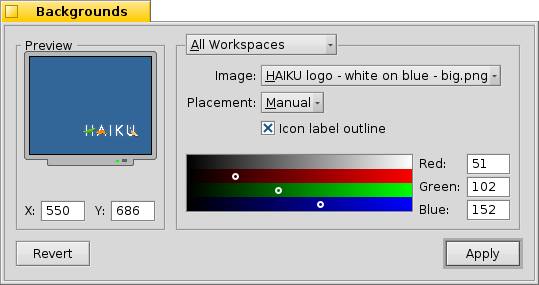 Backgrounds
Preview
HAIKU
X: 550 Y: 686
All Workspaces
Image: HAIKU logo - white on blue - big.png
Placement: Manual
Icon label outline
Red: 51
Green: 102
Blue: 152
Revert
Apply